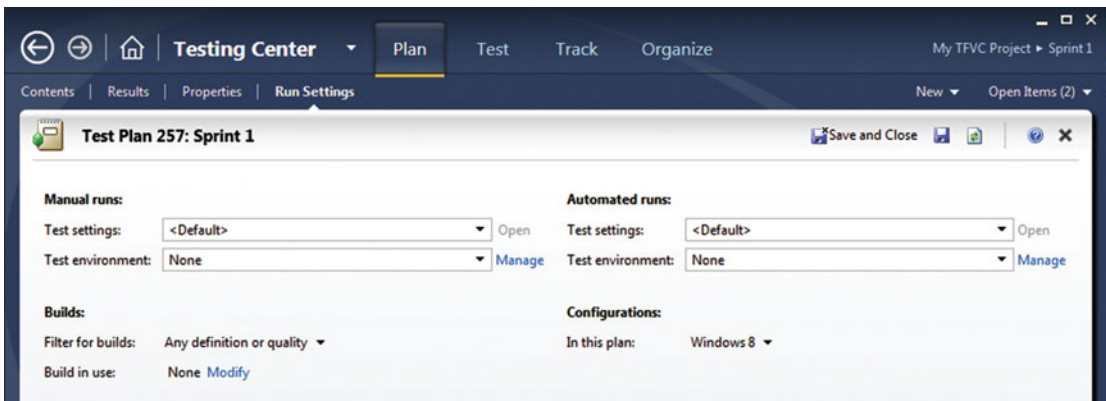 Testing Center Plan Test Track Organize My TFVC Project ▸ Sprint 1
Contents | Results | Properties | Run Settings New Open Items (2)
Test Plan 257: Sprint 1 Save and Close
Manual runs: Automated runs:
Test settings: <Default> Open Test settings: <Default> Open
Test environment: None Manage Test environment: None Manage
Builds: Configurations:
Filter for builds: Any definition or quality In this plan: Windows 8
Build in use: None Modify